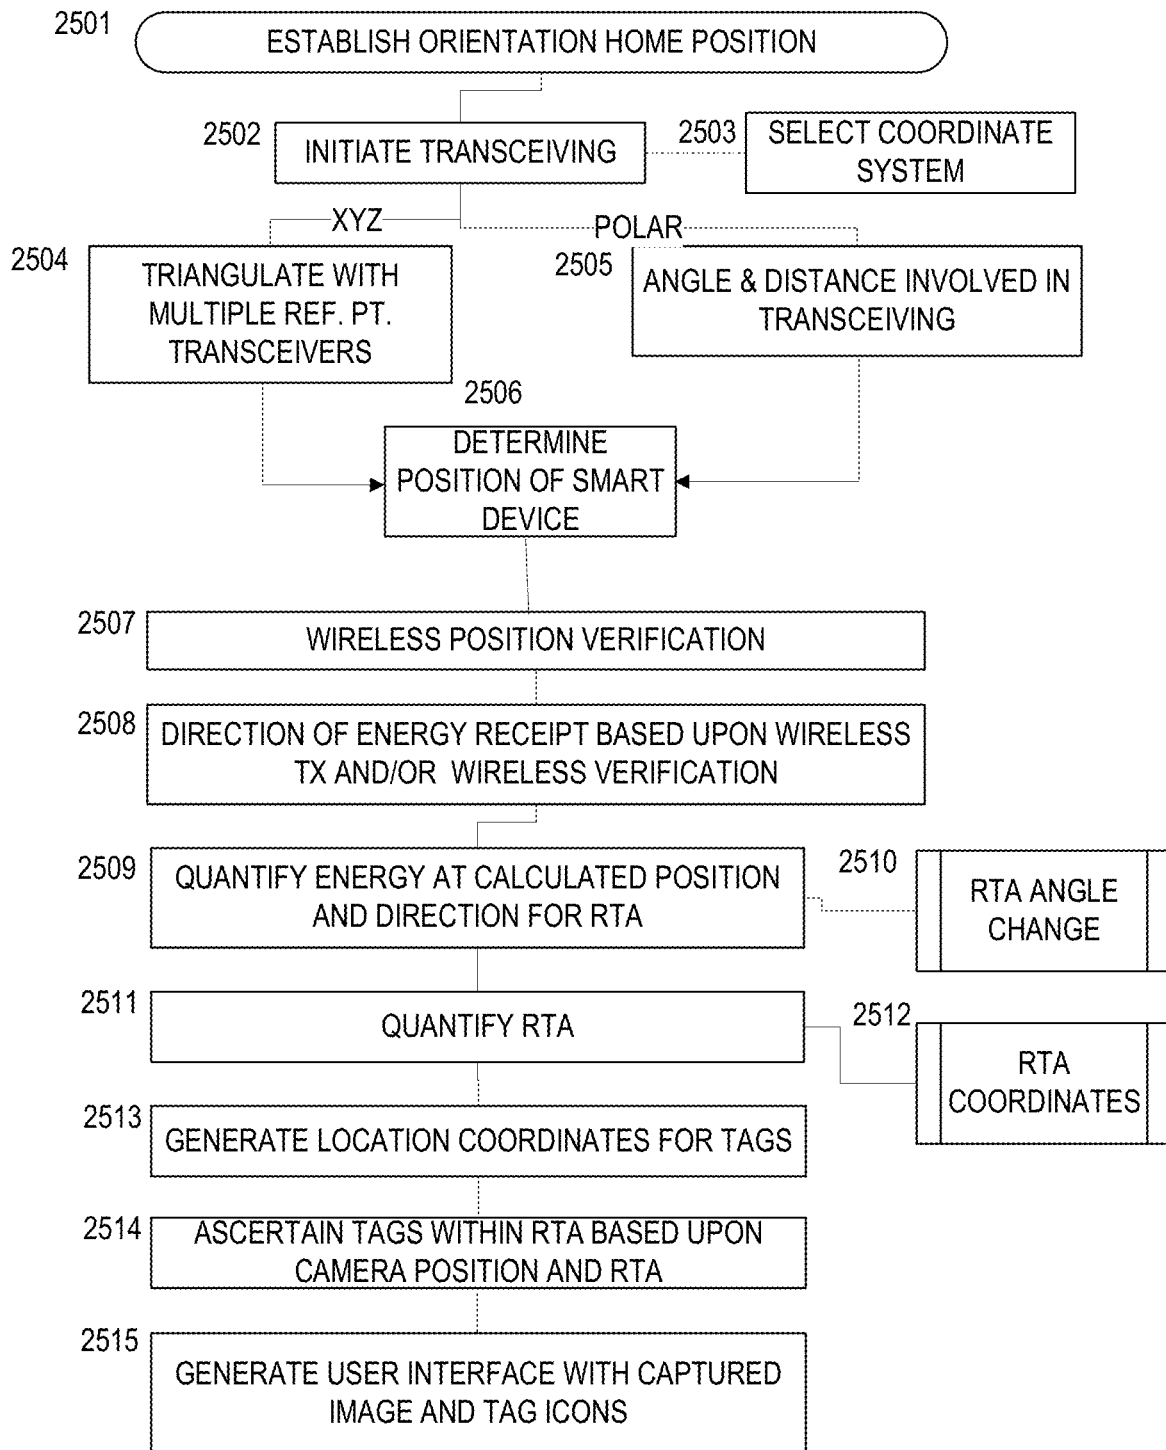 2501
ESTABLISH ORIENTATION HOME POSITION
2502
INITIATE TRANSCEIVING
2503
SELECT COORDINATE
SYSTEM
XYZ
POLAR
2504
TRIANGULATE WITH
MULTIPLE REF. PT.
TRANSCEIVERS
2505
ANGLE & DISTANCE INVOLVED IN
TRANSCEIVING
2506
DETERMINE
POSITION OF SMART
DEVICE
2507
WIRELESS POSITION VERIFICATION
2508
DIRECTION OF ENERGY RECEIPT BASED UPON WIRELESS
TX AND/OR WIRELESS VERIFICATION
2509
QUANTIFY ENERGY AT CALCULATED POSITION
AND DIRECTION FOR RTA
2510
RTA ANGLE
CHANGE
2511
QUANTIFY RTA
2512
RTA
COORDINATES
2513
GENERATE LOCATION COORDINATES FOR TAGS
2514
ASCERTAIN TAGS WITHIN RTA BASED UPON
CAMERA POSITION AND RTA
2515
GENERATE USER INTERFACE WITH CAPTURED
IMAGE AND TAG ICONS